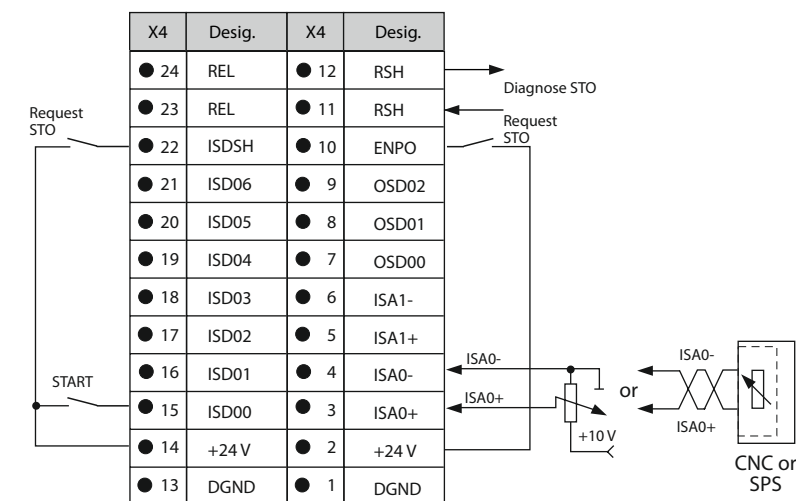 X4 Desig. X4 Desig.
24 REL 12 RSH
Diagnose STO
23 REL 11 RSH
Request
STO
Request
STO
22 ISDSH 10 ENPO
21 ISD06 9 OSD02
20 ISD05 8 OSD01
19 ISD04 7 OSD00
18 ISD03 6 ISA1-
17 ISD02 5 ISA1+
16 ISD01 4 ISA0-
ISA0-
ISA0-
START
or
15 ISD00 3 ISA0+
ISA0+
ISA0+
+10 V
14 +24 V 2 +24 V
13 DGND 1 DGND
CNC or
SPS